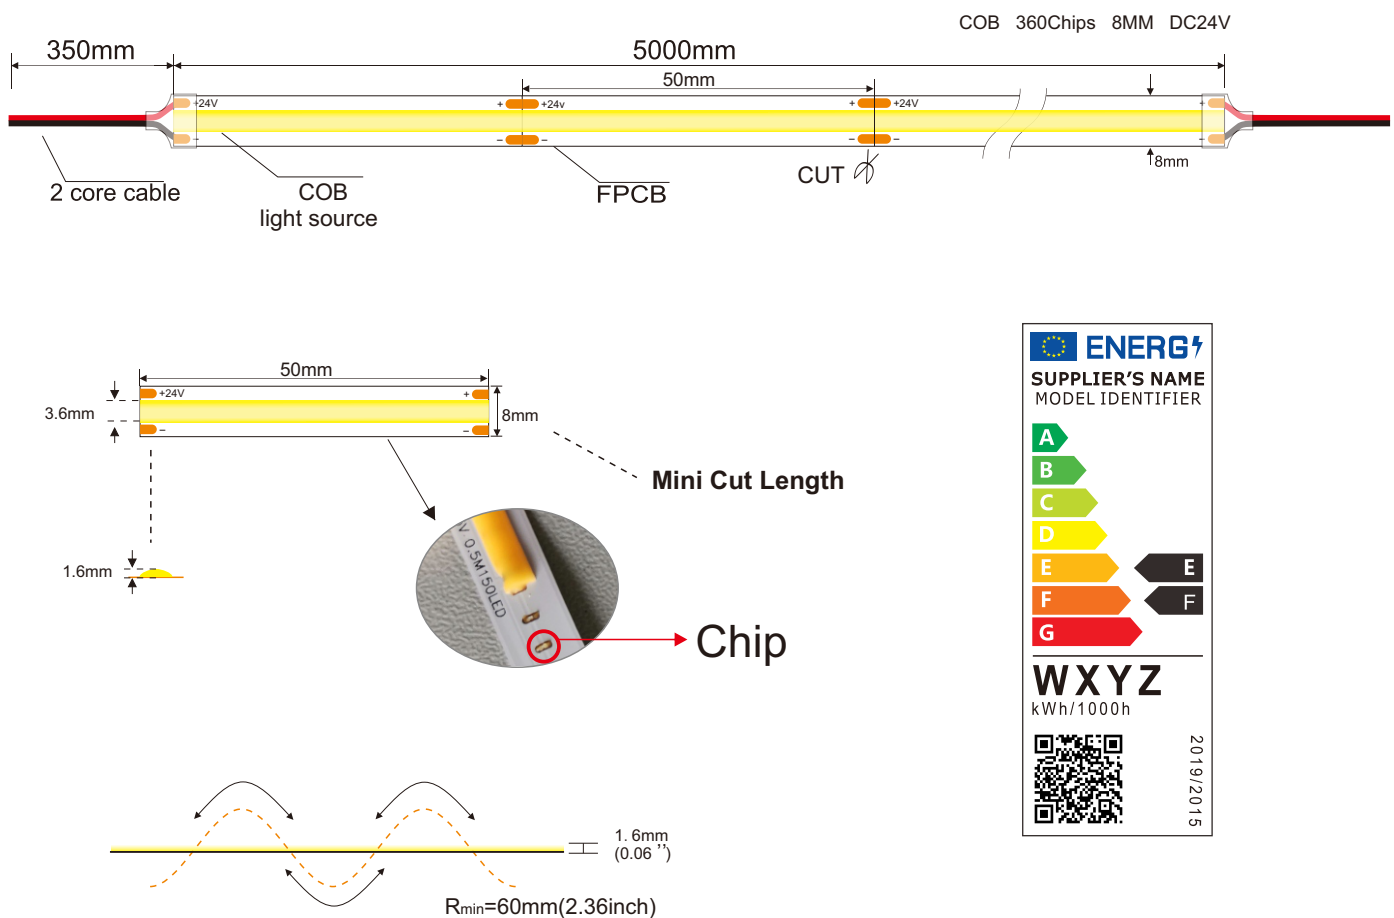 COB 360Chips 8MM DC24V
350mm
5000mm
50mm
+24V
+ +24v
+ +24V
+
−
− −
− −
−
8mm
2 core cable
COB
light source
FPCB
CUT
50mm
+24V
+
3.6mm
8mm
−
−
Mini Cut Length
1.6mm
V 0.5M150LED
Chip
1.6mm
(0.06 ’’)
Rmin=60mm(2.36inch)
ENERG
SUPPLIER’S NAME
MODEL IDENTIFIER
A
B
C
D
E
E
F
F
G
WXYZ
kWh/1000h
2019/2015